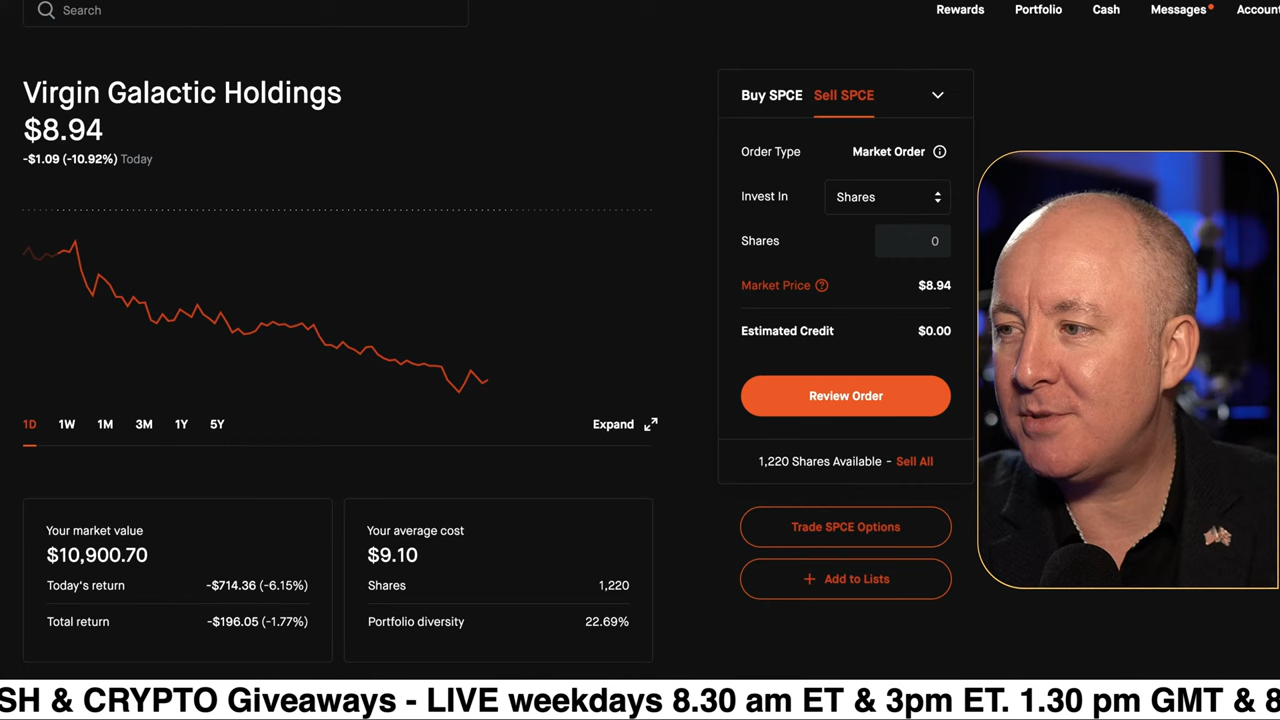 Search
Rewards Portfolio Cash Messages Account
Virgin Galactic Holdings
$8.94
-$1.09 (-10.92%) Today
1D 1W 1M 3M 1Y 5Y
Expand
Your market value
$10,900.70
Today's return -$714.36 (-6.15%)
Total return -$196.05 (-1.77%)
Your average cost
$9.10
Shares 1,220
Portfolio diversity 22.69%
Buy SPCE Sell SPCE
Order Type Market Order
Invest In Shares
Shares 0
Market Price $8.94
Estimated Credit $0.00
Review Order
1,220 Shares Available - Sell All
Trade SPCE Options
+ Add to Lists
SH & CRYPTO Giveaways - LIVE weekdays 8.30 am ET & 3pm ET. 1.30 pm GMT & 8